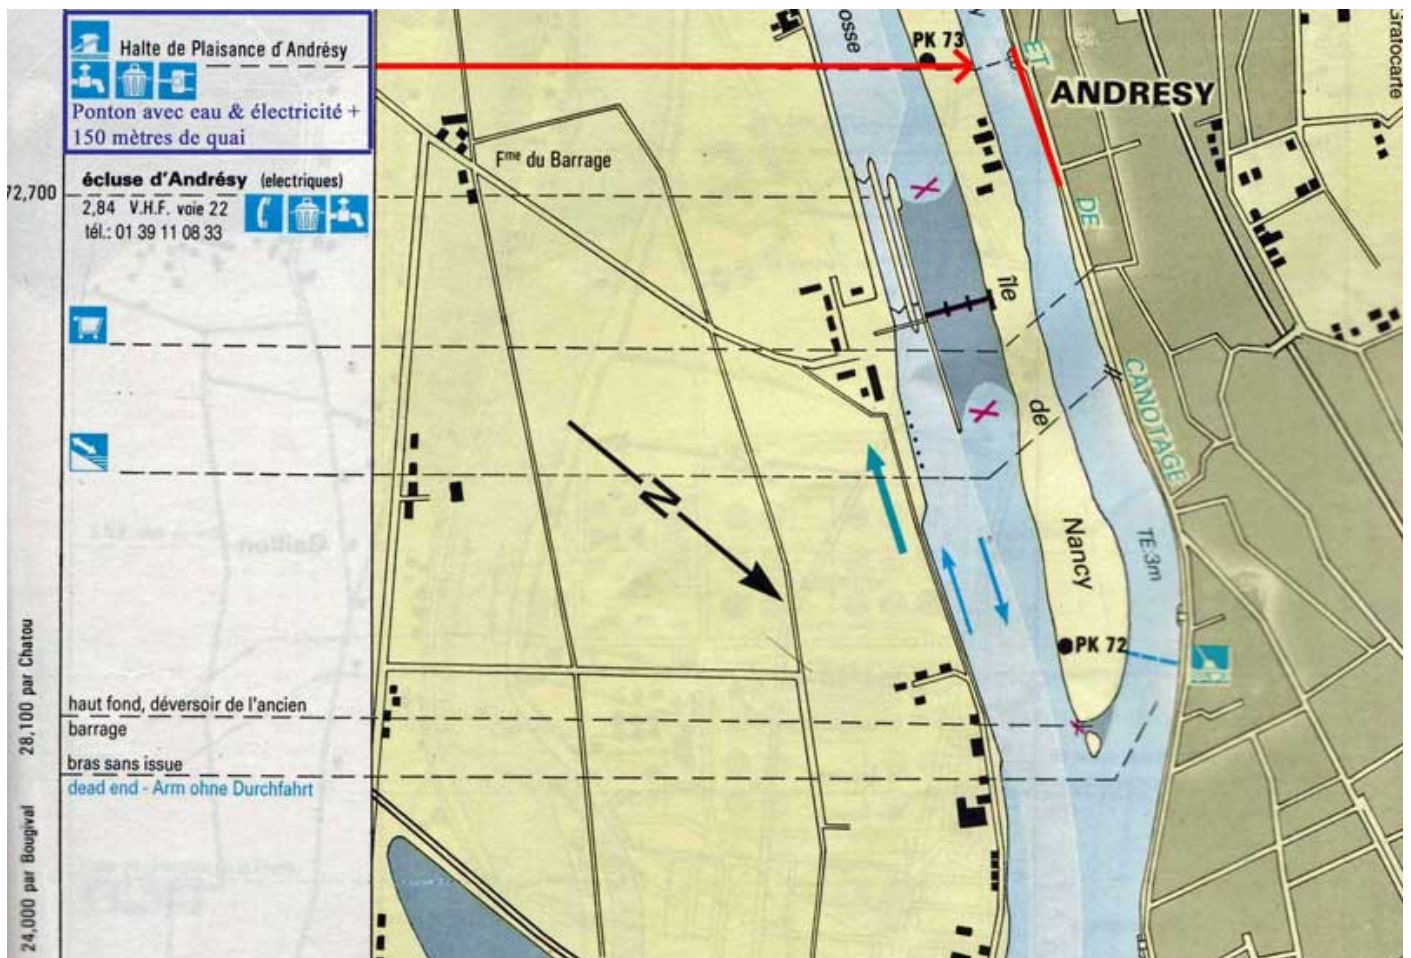 Halte de Plaisance d'Andrésy
Ponton avec eau & électricité +
150 mètres de quai
écluse d'Andrésy (electriques)
72,700
2,84 V.H.F. voie 22
tél.: 01 39 11 08 33
haut fond, déversoir de l'ancien
barrage
bras sans issue
dead end - Arm ohne Durchfahrt
28,100 par Chatou
24,000 par Bougival
Fme du Barrage
N
osse
y
PK 73
ANDRESY
ET
DE
CANOTAGE
île
de
Nancy
TE:3m
PK 72
Grafocarte